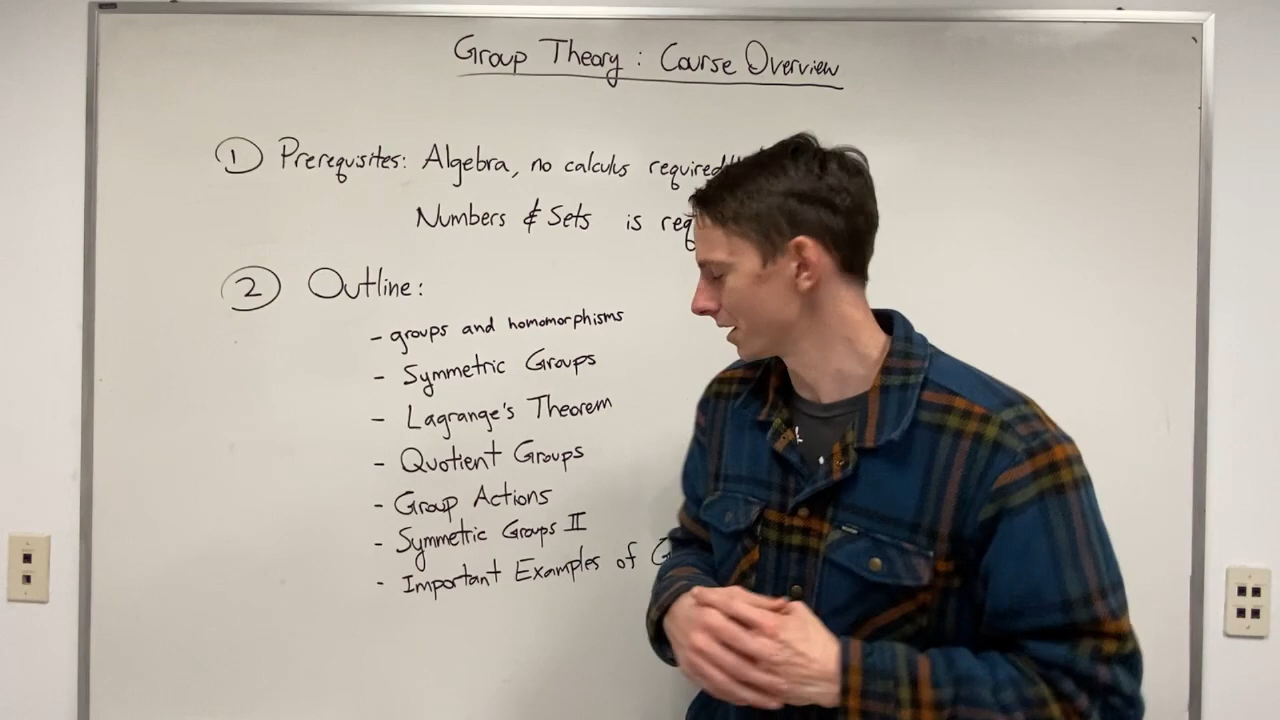 Group Theory : Course Overview
① Prerequisites: Algebra, no calculus required
Numbers & Sets is
② Outline:
- groups and homomorphisms
- Symmetric Groups
- Lagrange's Theorem
- Quotient Groups
- Group Actions
- Symmetric Groups II
- Important Examples of